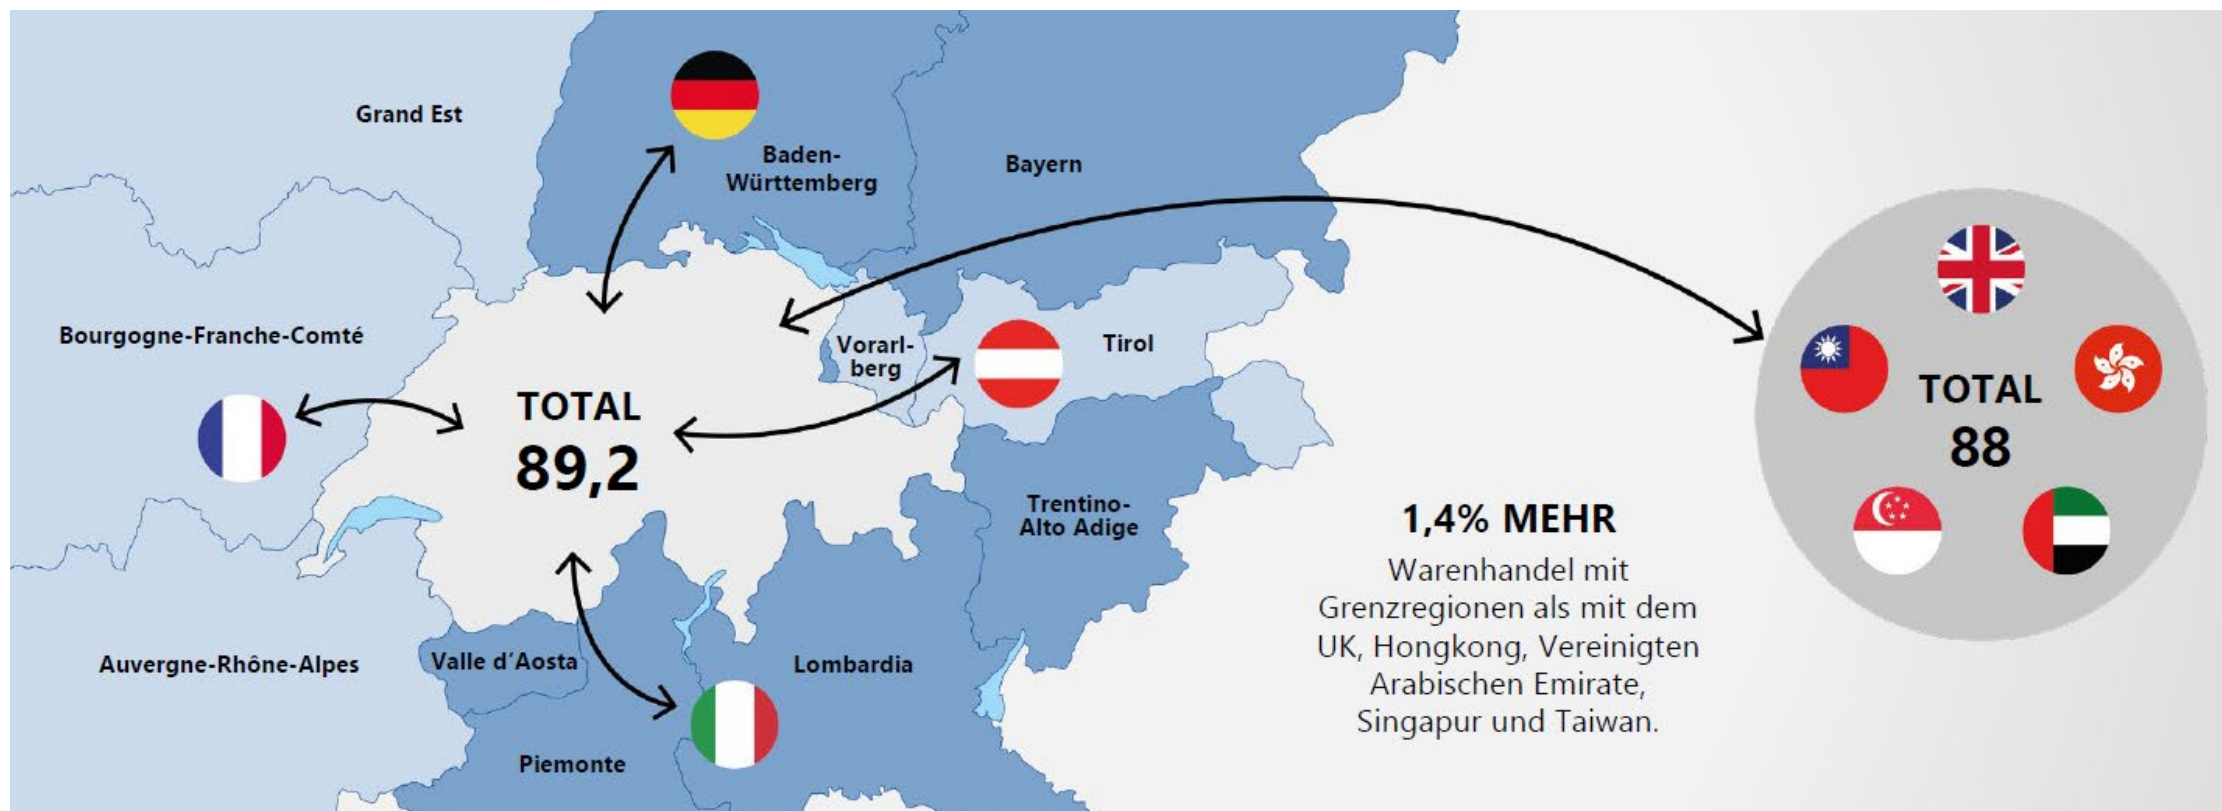 Grand Est
Baden-
Württemberg
Bayern
Bourgogne-Franche-Comté
Vorarl-
berg
Tirol
TOTAL
89,2
TOTAL
88
Trentino-
Alto Adige
1,4% MEHR
Warenhandel mit
Grenzregionen als mit dem
UK, Hongkong, Vereinigten
Arabischen Emirate,
Singapur und Taiwan.
Auvergne-Rhône-Alpes
Valle d’Aosta
Lombardia
Piemonte